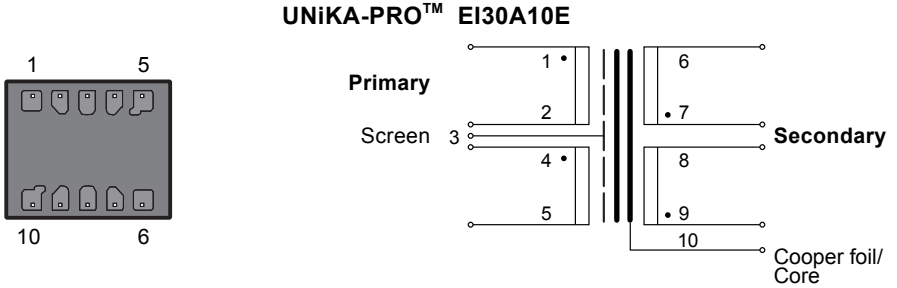 UNiKA-PRO™ EI30A10E
1 5
10 6
Primary
Screen 3
1
2
4
5
6
7
8
9
10
Secondary
Cooper foil/
Core